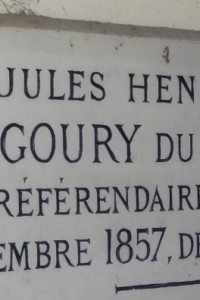 JULES HEN
GOURY DU
RÉFÉRENDAIRE
EMBRE 1857, DE